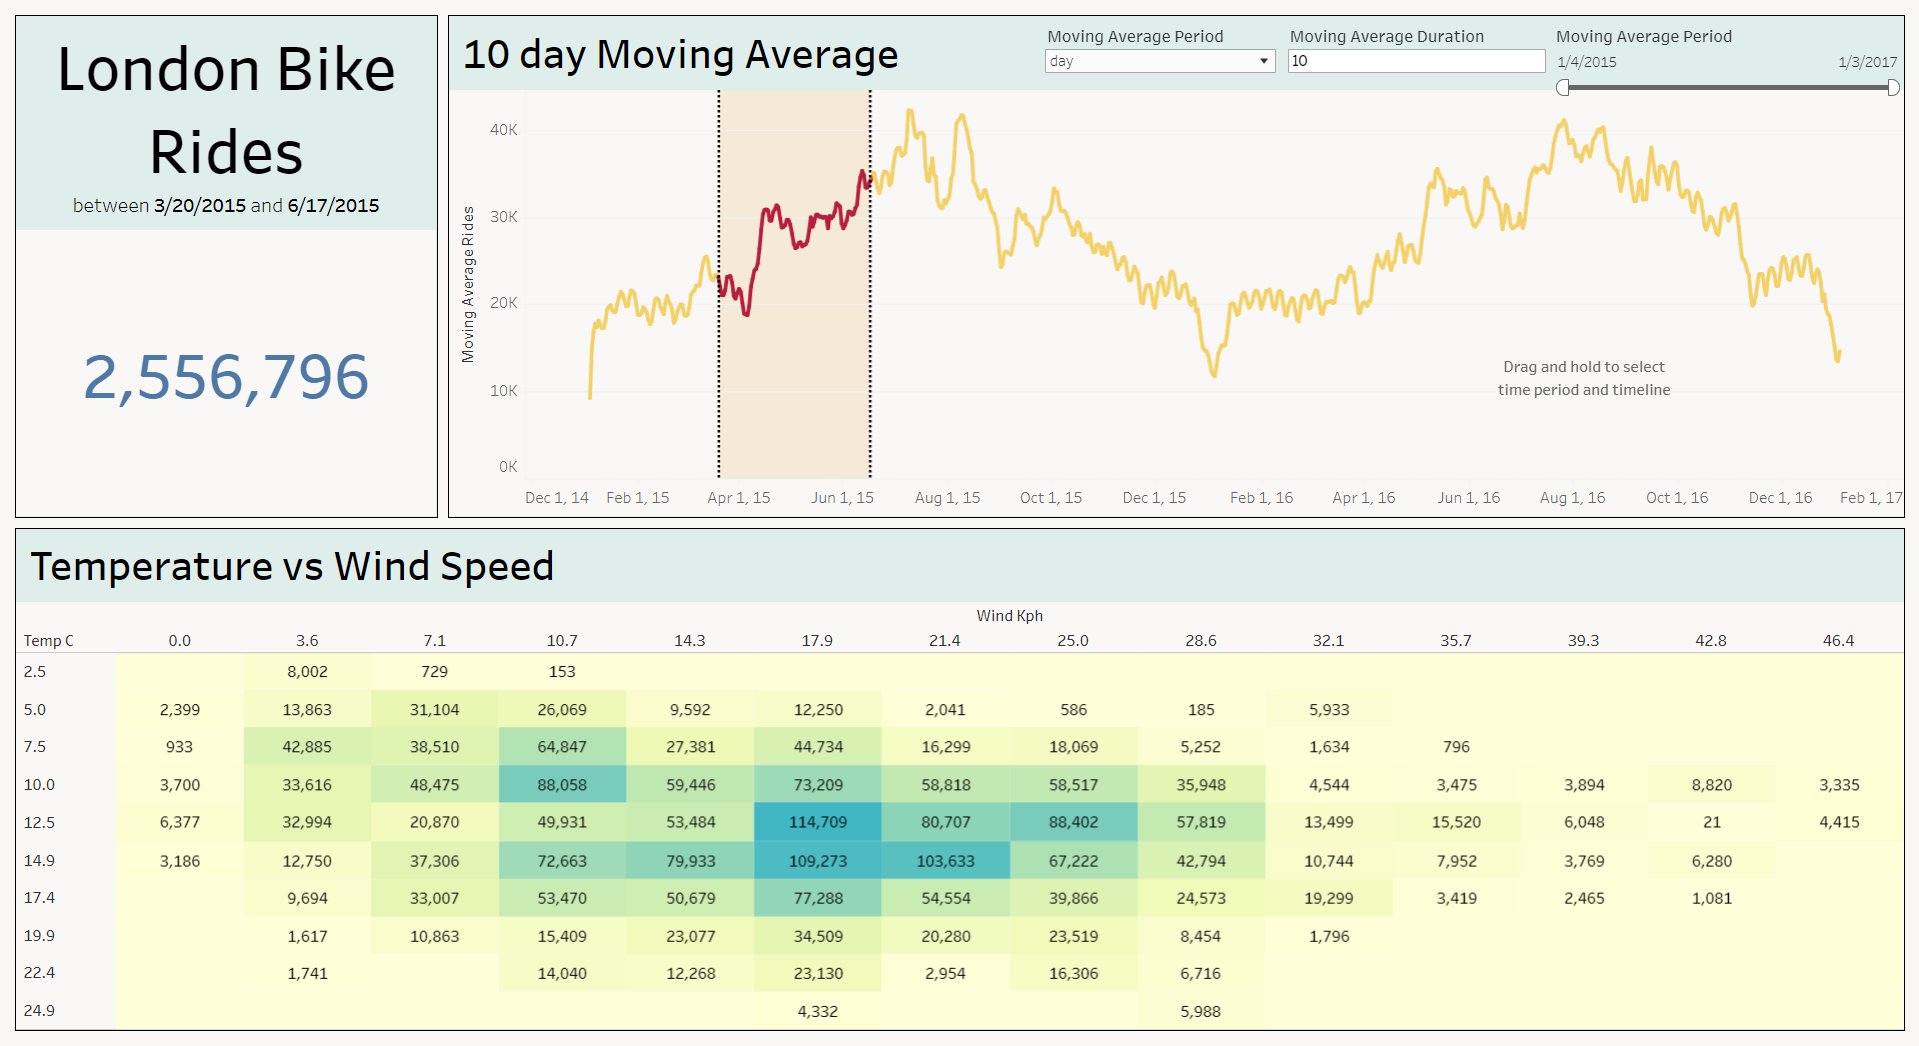 London Bike
Rides
between 3/20/2015 and 6/17/2015
2,556,796
10 day Moving Average
Moving Average Period
day
Moving Average Duration
10
Moving Average Period
1/4/2015 1/3/2017
Moving Average Rides
40K
30K
20K
10K
0K
Drag and hold to select
time period and timeline
Dec 1, 14 Feb 1, 15 Apr 1, 15 Jun 1, 15 Aug 1, 15 Oct 1, 15 Dec 1, 15 Feb 1, 16 Apr 1, 16 Jun 1, 16 Aug 1, 16 Oct 1, 16 Dec 1, 16 Feb 1, 17
Temperature vs Wind Speed
Wind Kph
Temp C 0.0 3.6 7.1 10.7 14.3 17.9 21.4 25.0 28.6 32.1 35.7 39.3 42.8 46.4
2.5 8,002 729 153
5.0 2,399 13,863 31,104 26,069 9,592 12,250 2,041 586 185 5,933
7.5 933 42,885 38,510 64,847 27,381 44,734 16,299 18,069 5,252 1,634 796
10.0 3,700 33,616 48,475 88,058 59,446 73,209 58,818 58,517 35,948 4,544 3,475 3,894 8,820 3,335
12.5 6,377 32,994 20,870 49,931 53,484 114,709 80,707 88,402 57,819 13,499 15,520 6,048 21 4,415
14.9 3,186 12,750 37,306 72,663 79,933 109,273 103,633 67,222 42,794 10,744 7,952 3,769 6,280
17.4 9,694 33,007 53,470 50,679 77,288 54,554 39,866 24,573 19,299 3,419 2,465 1,081
19.9 1,617 10,863 15,409 23,077 34,509 20,280 23,519 8,454 1,796
22.4 1,741 14,040 12,268 23,130 2,954 16,306 6,716
24.9 4,332 5,988